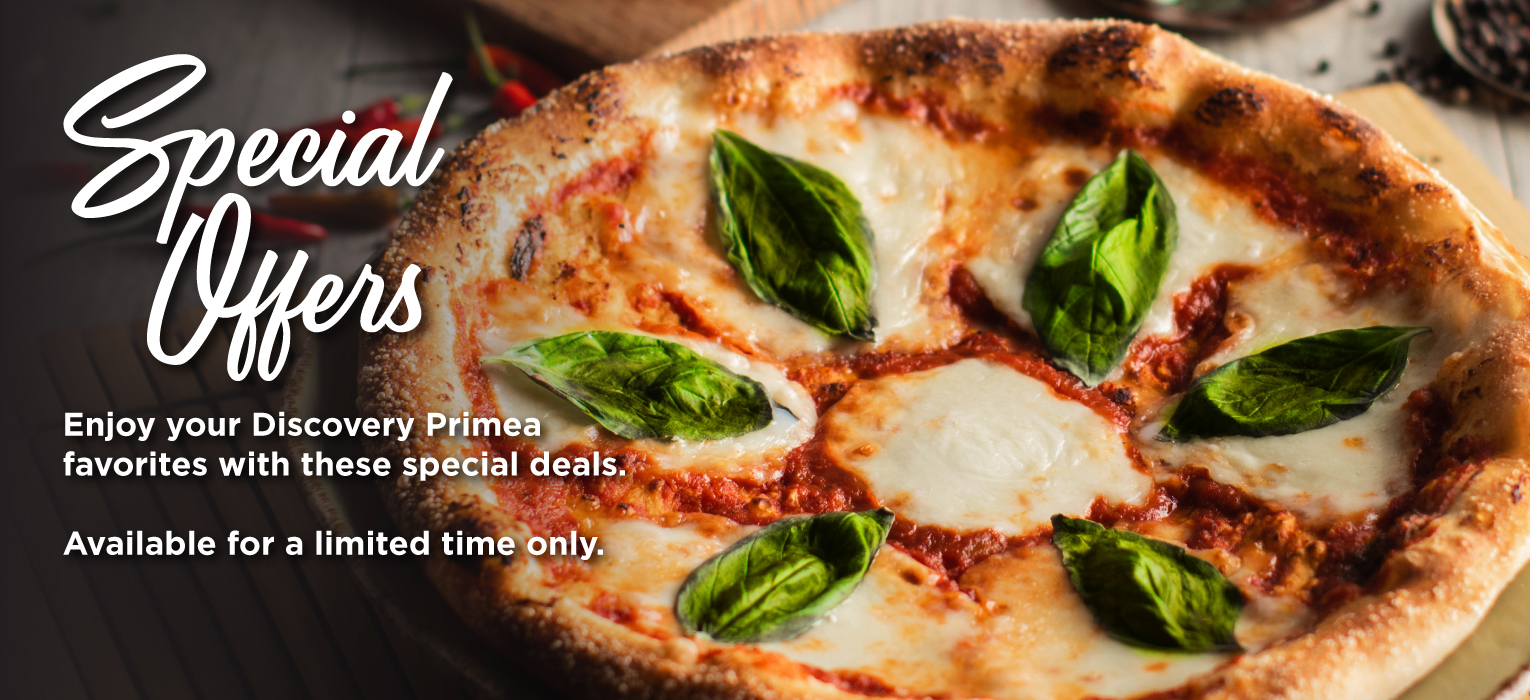 Special
Offers
Enjoy your Discovery Primea
favorites with these special deals.
Available for a limited time only.